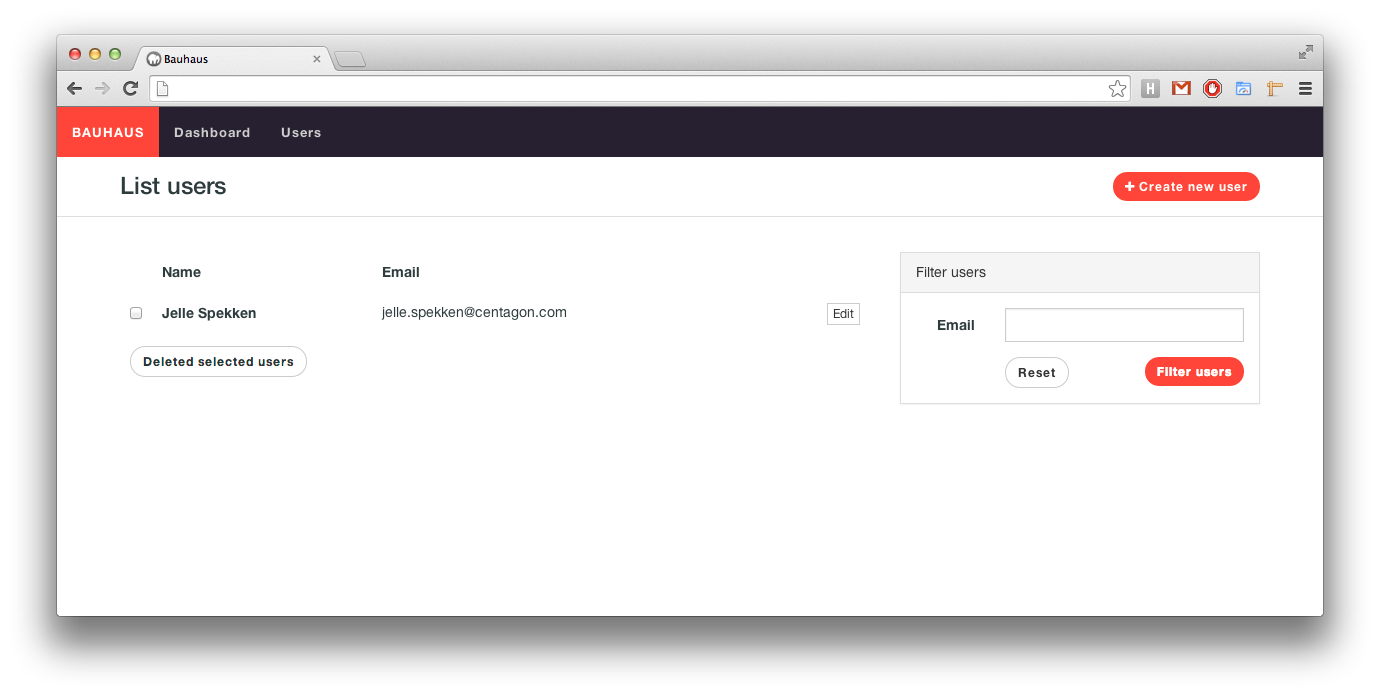 Bauhaus
H
BAUHAUS Dashboard Users
List users
+ Create new user
Name Email
Jelle Spekken jelle.spekken@centagon.com Edit
Deleted selected users
Filter users
Email
Reset Filter users